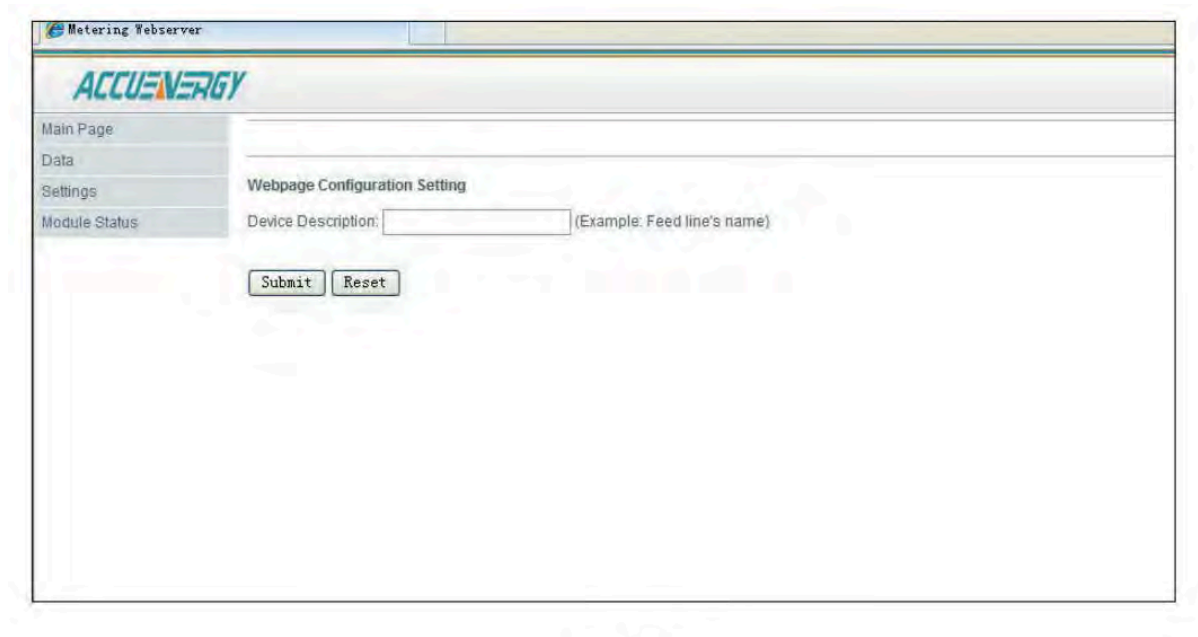 Metering Webserver
ACCUENERGY
Main Page
Data
Settings
Module Status
Webpage Configuration Setting
Device Description: (Example: Feed line's name)
Submit Reset